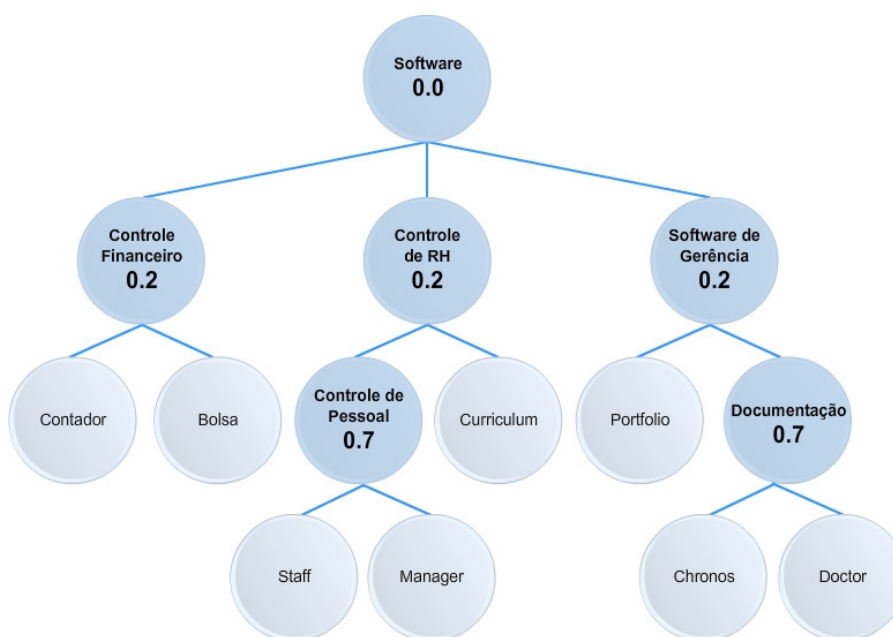 Software
0.0
Controle
Financeiro
0.2
Controle
de RH
0.2
Software de
Gerência
0.2
Contador
Bolsa
Controle de
Pessoal
0.7
Curriculum
Portfolio
Documentação
0.7
Staff
Manager
Chronos
Doctor